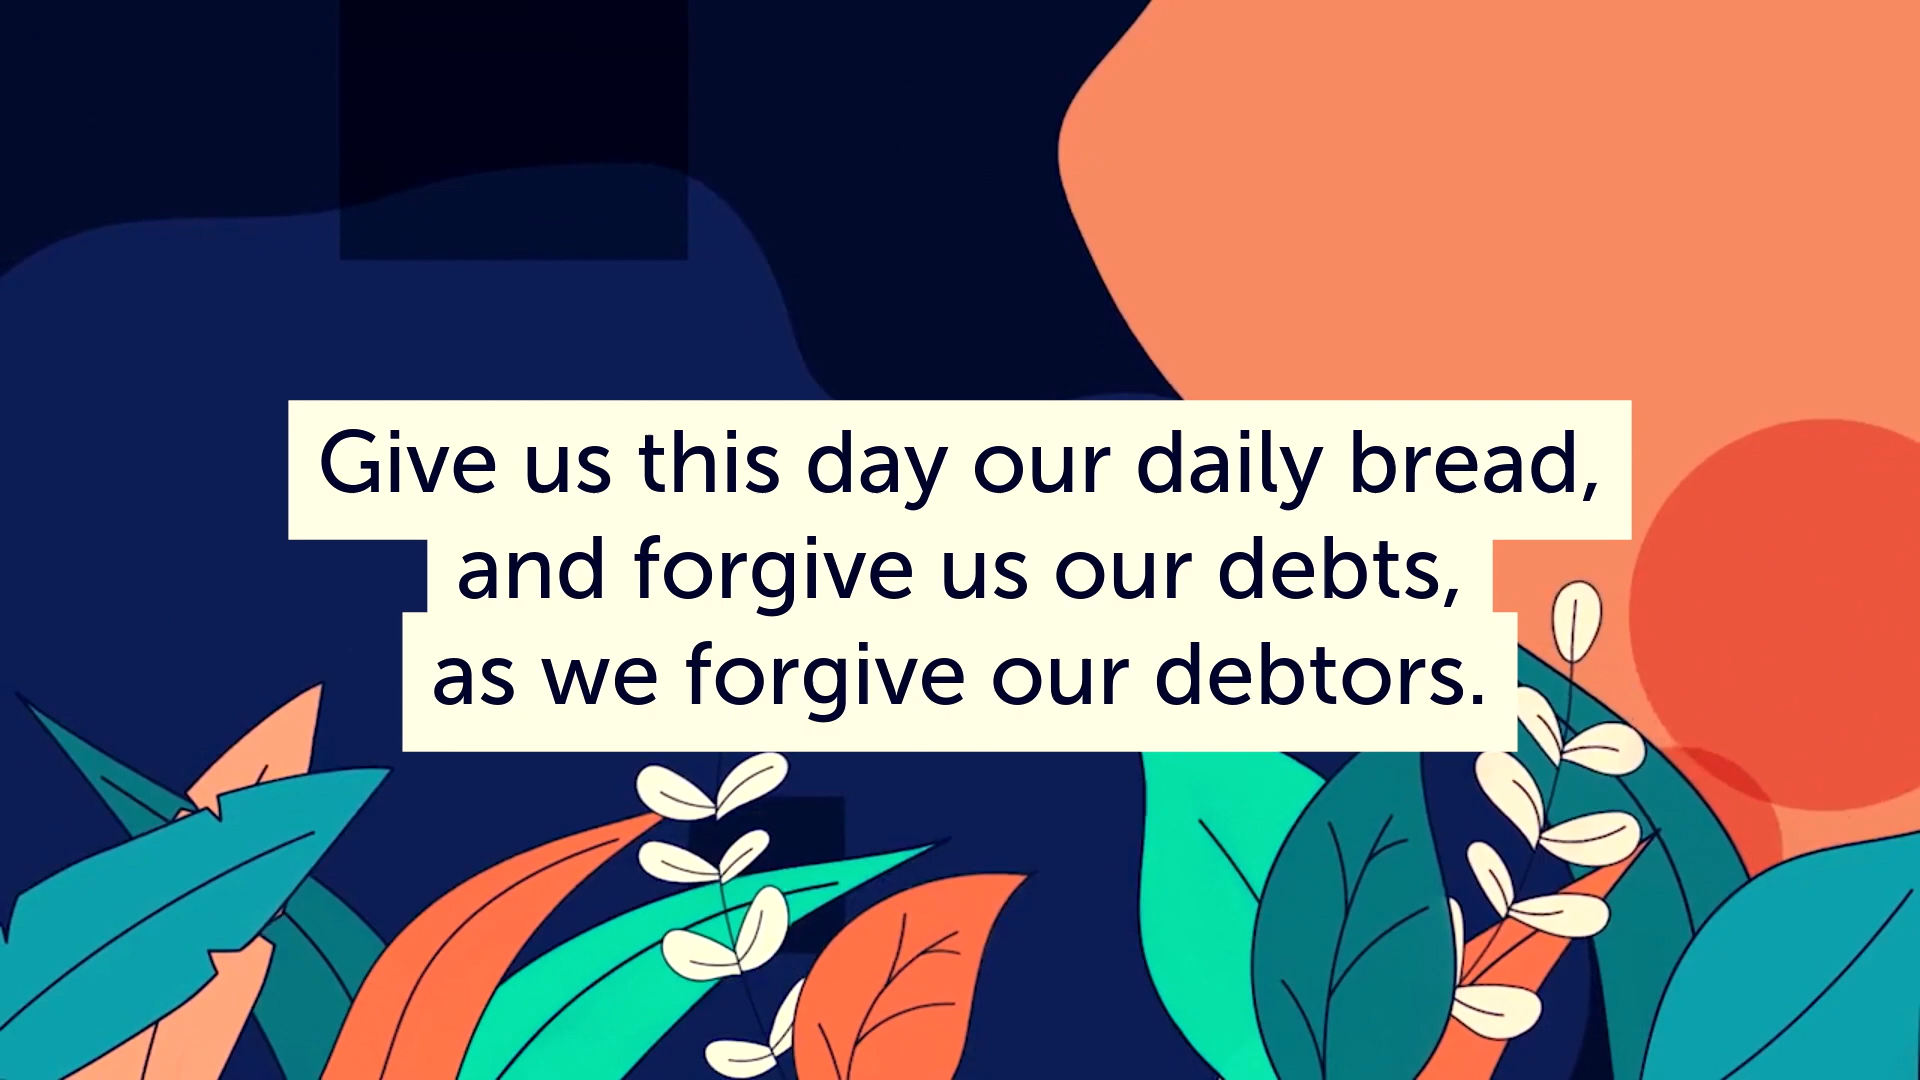 Give us this day our daily bread,
and forgive us our debts,
as we forgive our debtors.